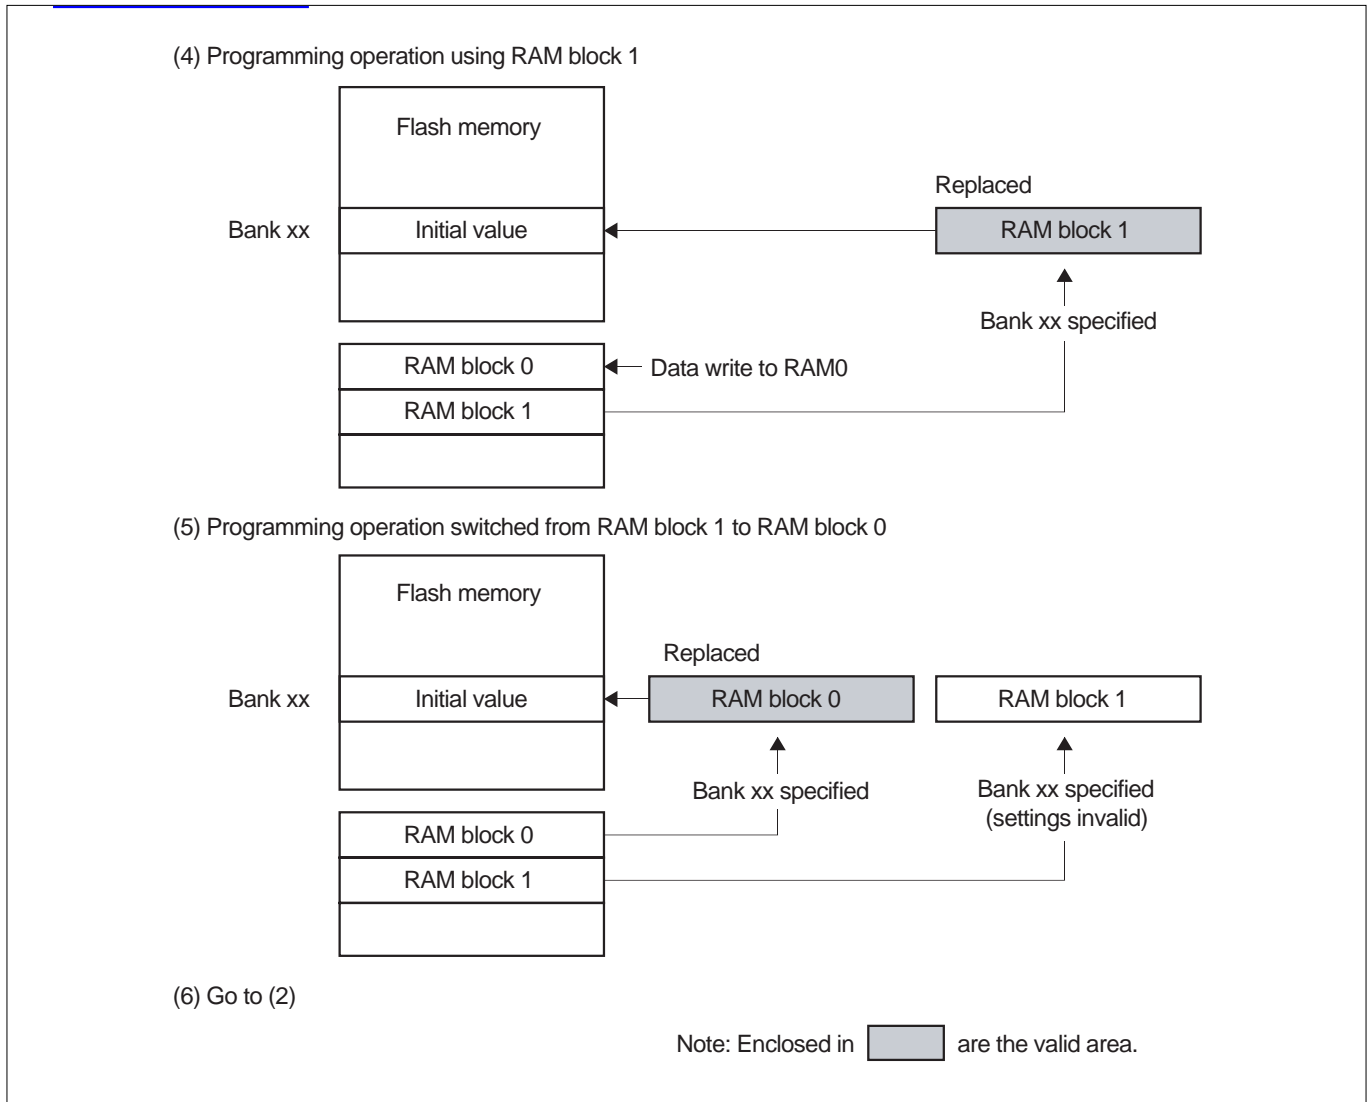 (4) Programming operation using RAM block 1
Flash memory
Replaced
Bank xx
Initial value
RAM block 1
Bank xx specified
RAM block 0
Data write to RAM0
RAM block 1
(5) Programming operation switched from RAM block 1 to RAM block 0
Flash memory
Replaced
Bank xx
Initial value
RAM block 0
RAM block 1
Bank xx specified
Bank xx specified
(settings invalid)
RAM block 0
RAM block 1
(6) Go to (2)
Note: Enclosed in are the valid area.